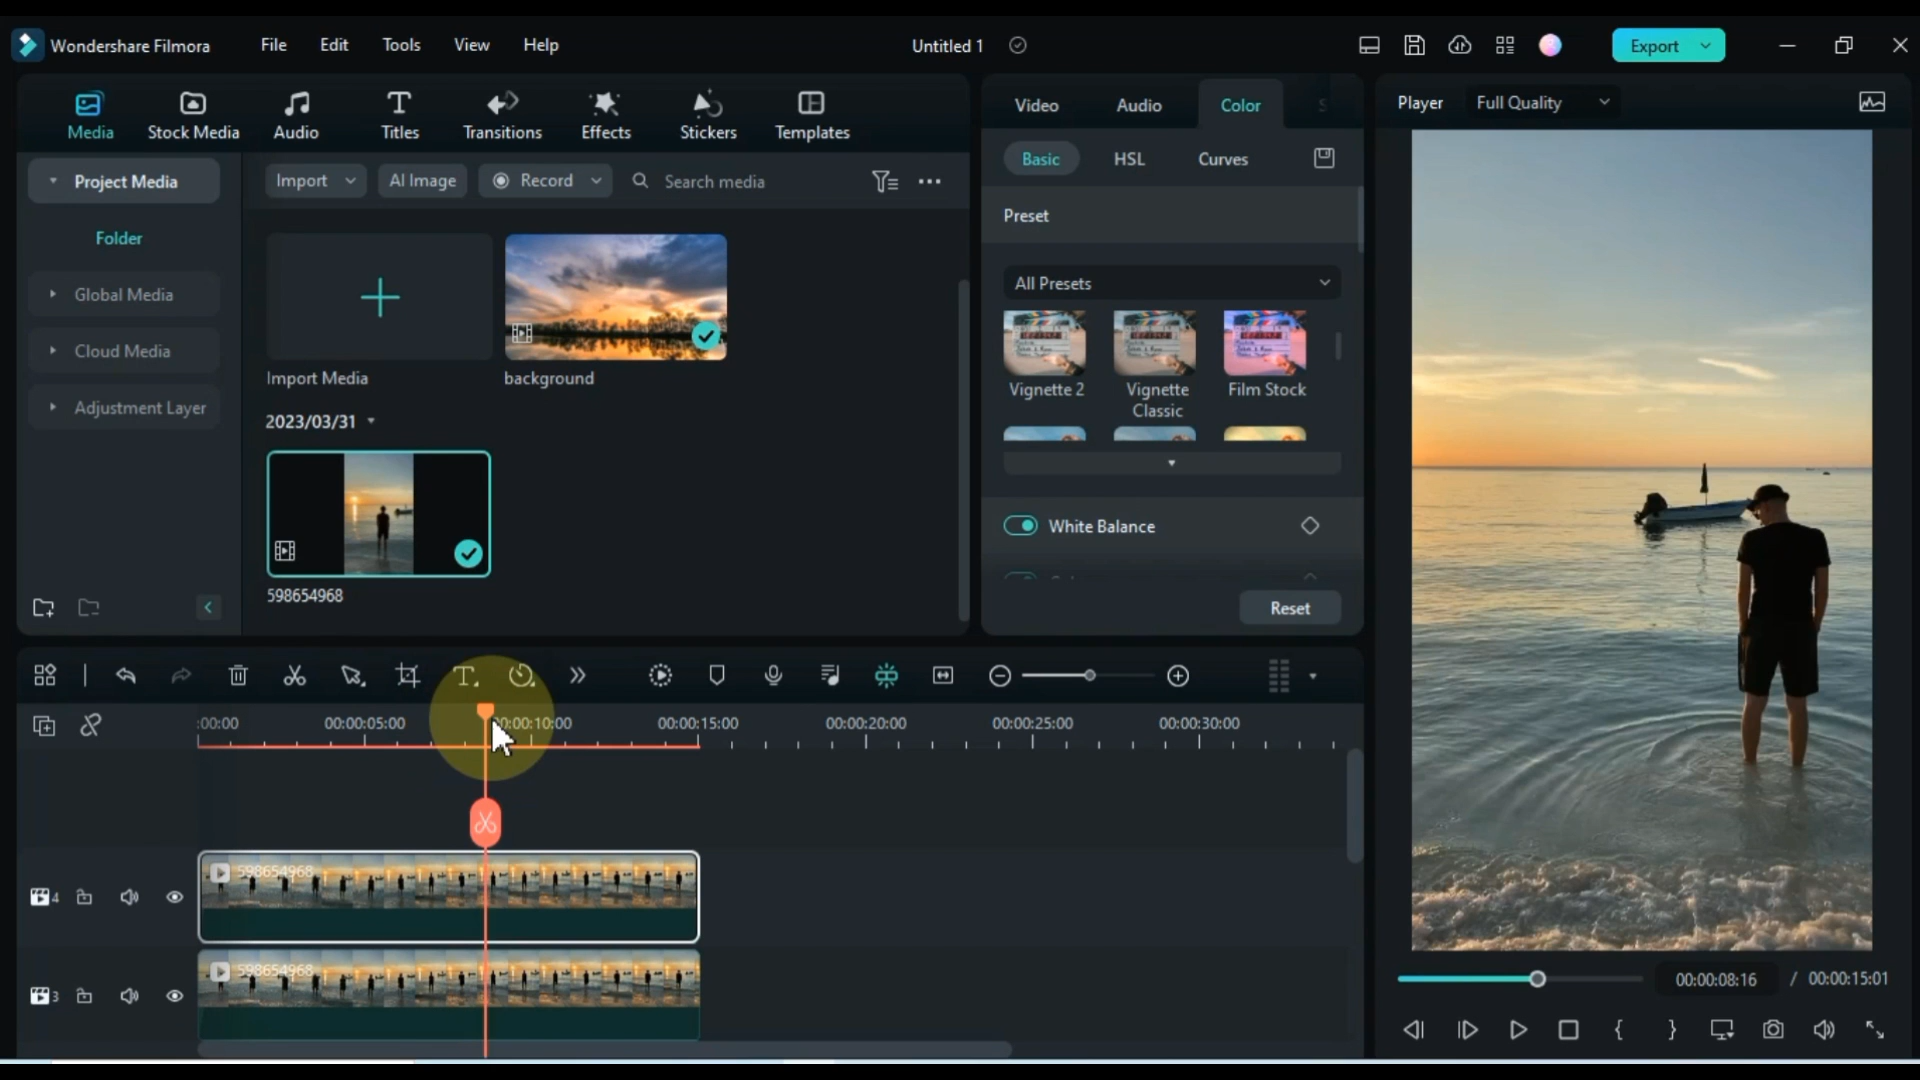 Wondershare Filmora File Edit Tools View Help Untitled 1 Export
Media Stock Media Audio Titles Transitions Effects Stickers Templates
Project Media
Folder
Global Media
Cloud Media
Adjustment Layer
Import AI Image Record Search media
Import Media background
2023/03/31
598654968
Video Audio Color
Basic HSL Curves
Preset
All Presets
Vignette 2 Vignette Classic Film Stock
White Balance
Reset
Player Full Quality
00:00:08:16 / 00:00:15:01
:00:00 00:00:05:00 00:00:10:00 00:00:15:00 00:00:20:00 00:00:25:00 00:00:30:00
4 598654968
3 598654968